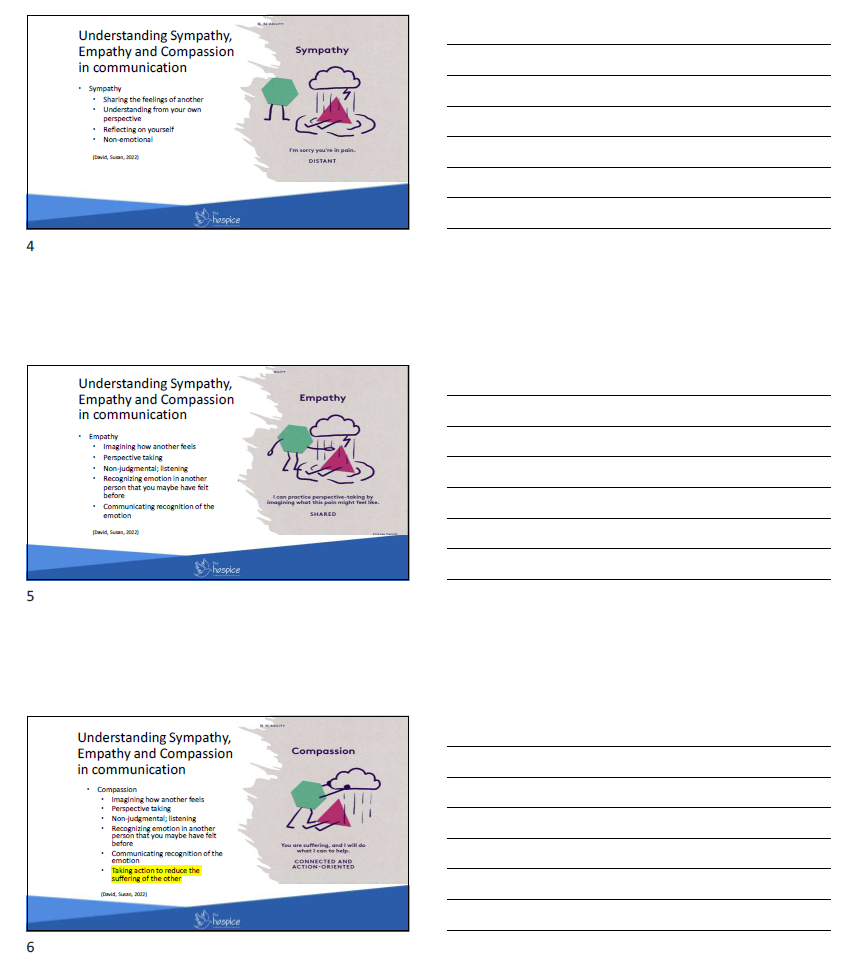 Understanding Sympathy,
Empathy and Compassion
in communication
• Sympathy
• Sharing the feelings of another
• Understanding from your own
perspective
• Reflecting on yourself
• Non-emotional
(David, Susan, 2022)
Sympathy
I'm sorry you're in pain.
DISTANT
hospice
4
Understanding Sympathy,
Empathy and Compassion
in communication
• Empathy
• Imagining how another feels
• Perspective taking
• Non-judgmental; listening
• Recognizing emotion in another
person that you maybe have felt
before
• Communicating recognition of the
emotion
(David, Susan, 2022)
Empathy
I can practice perspective-taking by
imagining what this pain might feel like.
SHARED
hospice
5
Understanding Sympathy,
Empathy and Compassion
in communication
• Compassion
• Imagining how another feels
• Perspective taking
• Non-judgmental; listening
• Recognizing emotion in another
person that you maybe have felt
before
• Communicating recognition of the
emotion
• Taking action to reduce the
suffering of the other
(David, Susan, 2022)
Compassion
You are suffering, and I will do
what I can to help.
CONNECTED AND
ACTION-ORIENTED
hospice
6